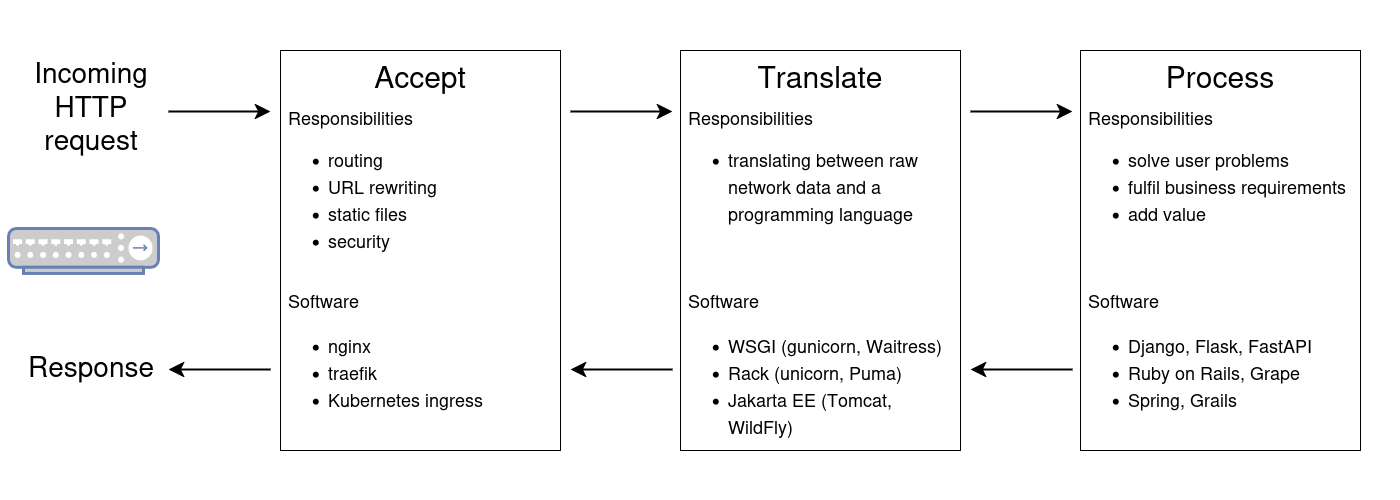 Incoming
HTTP
request
Accept
Responsibilities
• routing
• URL rewriting
• static files
• security
Software
• nginx
• traefik
• Kubernetes ingress
Translate
Responsibilities
• translating between raw
network data and a
programming language
Software
• WSGI (gunicorn, Waitress)
• Rack (unicorn, Puma)
• Jakarta EE (Tomcat,
WildFly)
Process
Responsibilities
• solve user problems
• fulfil business requirements
• add value
Software
• Django, Flask, FastAPI
• Ruby on Rails, Grape
• Spring, Grails
Response